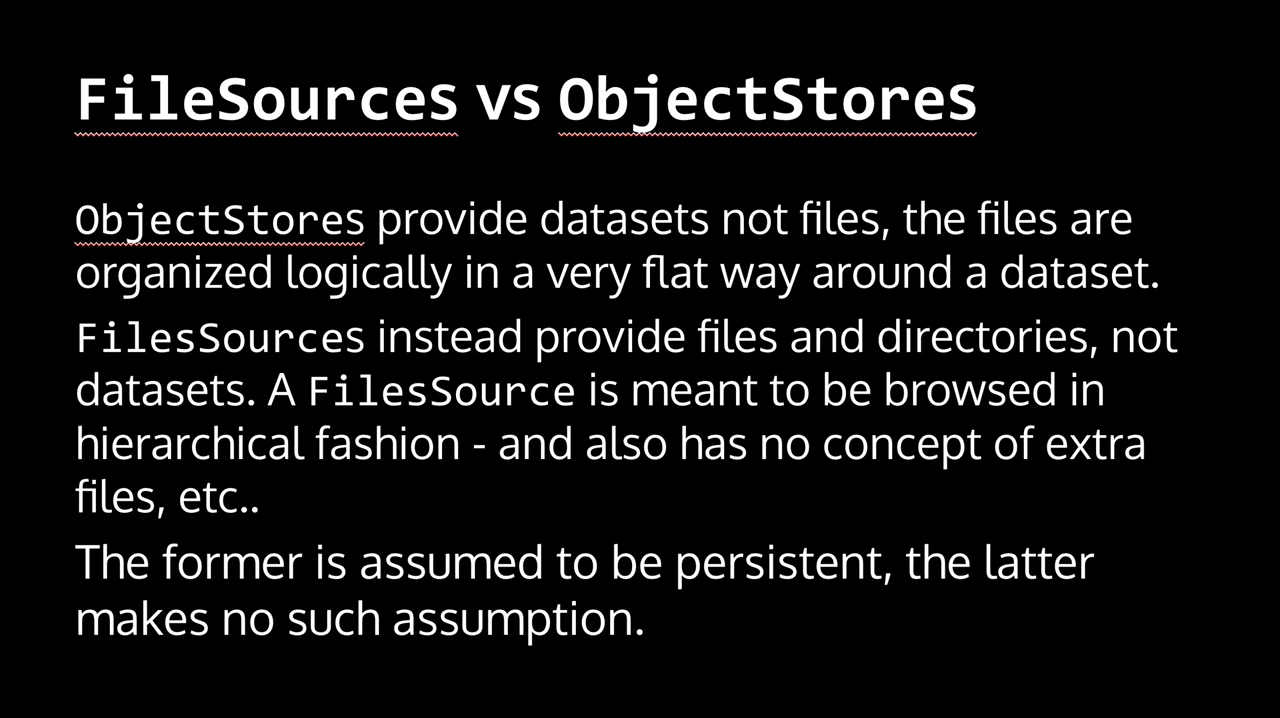 FileSources vs ObjectStores
ObjectStores provide datasets not files, the files are
organized logically in a very flat way around a dataset.
FilesSources instead provide files and directories, not
datasets. A FilesSource is meant to be browsed in
hierarchical fashion - and also has no concept of extra
files, etc..
The former is assumed to be persistent, the latter
makes no such assumption.